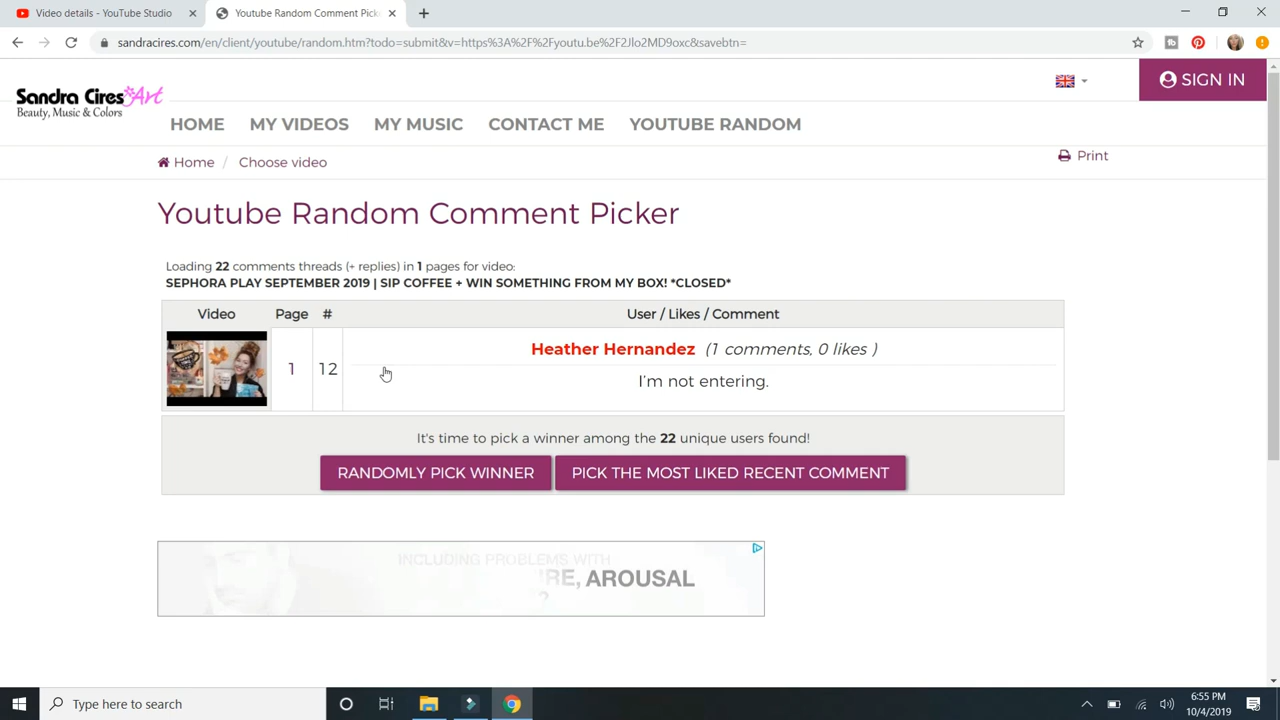 Video details - YouTube Studio
Youtube Random Comment Pick
sandracires.com/en/client/youtube/random.htm?todo=submit&v=https%3A%2F%2Fyoutu.be%2F2Jlo2MD9oxc&savebtn=
Sandra Cires Art
Beauty, Music & Colors
SIGN IN
HOME MY VIDEOS MY MUSIC CONTACT ME YOUTUBE RANDOM
Home / Choose video
Print
Youtube Random Comment Picker
Loading 22 comments threads (+ replies) in 1 pages for video:
SEPHORA PLAY SEPTEMBER 2019 | SIP COFFEE + WIN SOMETHING FROM MY BOX! *CLOSED*
Video Page # User / Likes / Comment
Heather Hernandez (1 comments, 0 likes )
1 12
I'm not entering.
It's time to pick a winner among the 22 unique users found!
RANDOMLY PICK WINNER PICK THE MOST LIKED RECENT COMMENT
INCLUDING PROBLEMS WITH
RE, AROUSAL
Type here to search
6:55 PM
10/4/2019